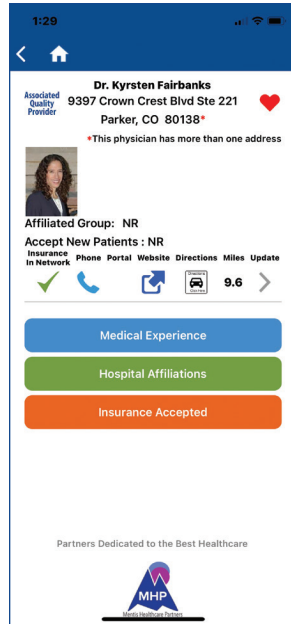 1:29
Associated
Quality
Provider
Dr. Kyrsten Fairbanks
9397 Crown Crest Blvd Ste 221
Parker, CO 80138*
*This physician has more than one address
Affiliated Group: NR
Accept New Patients : NR
Insurance
In Network Phone Portal Website Directions Miles Update
Directions
9.6
Medical Experience
Hospital Affiliations
Insurance Accepted
Partners Dedicated to the Best Healthcare
MHP
Mentis Healthcare Partners